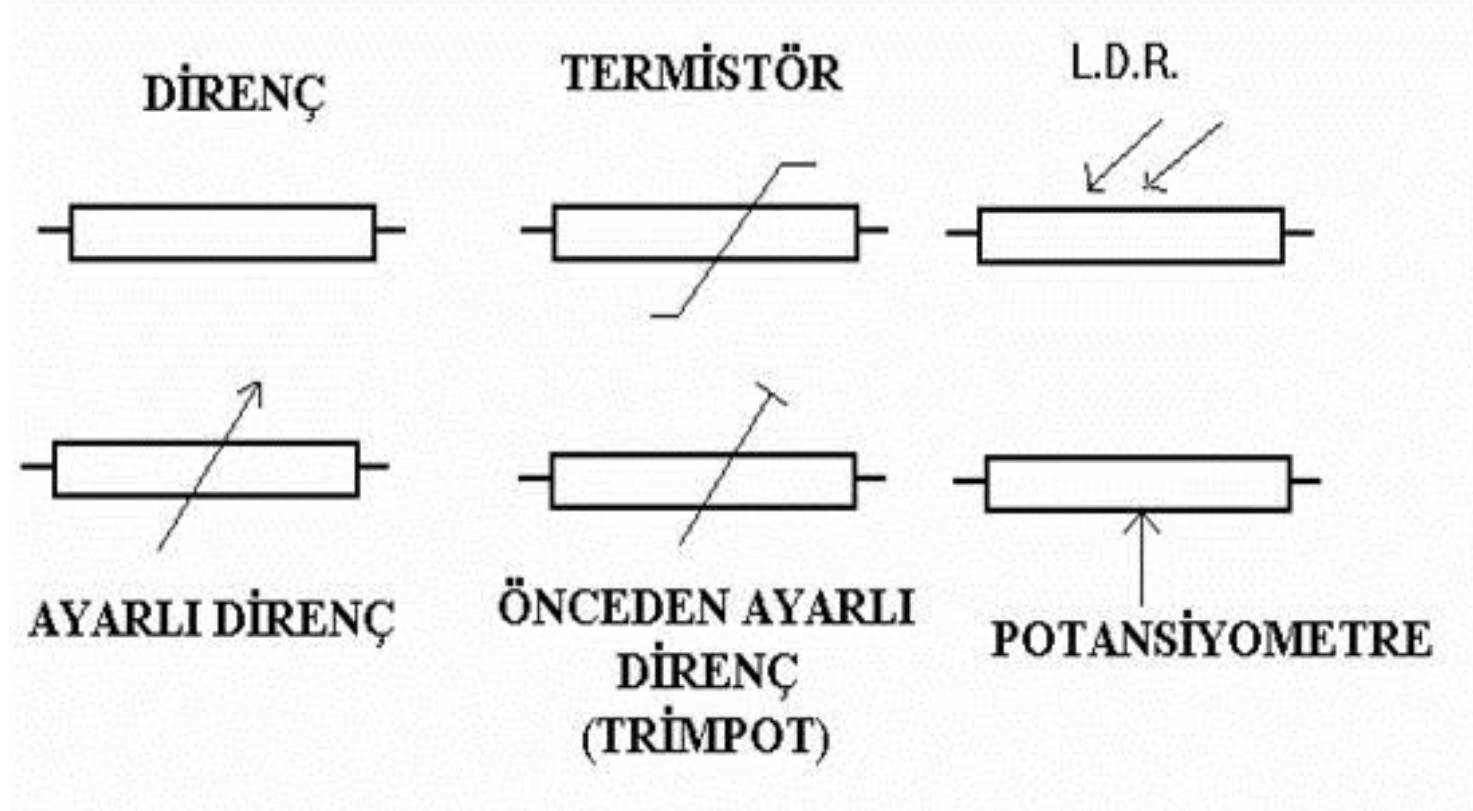 DİRENÇ
TERMİSTÖR
L.D.R.
AYARLI DİRENÇ
ÖNCEDEN AYARLI
DİRENÇ
(TRİMPOT)
POTANSİYOMETRE